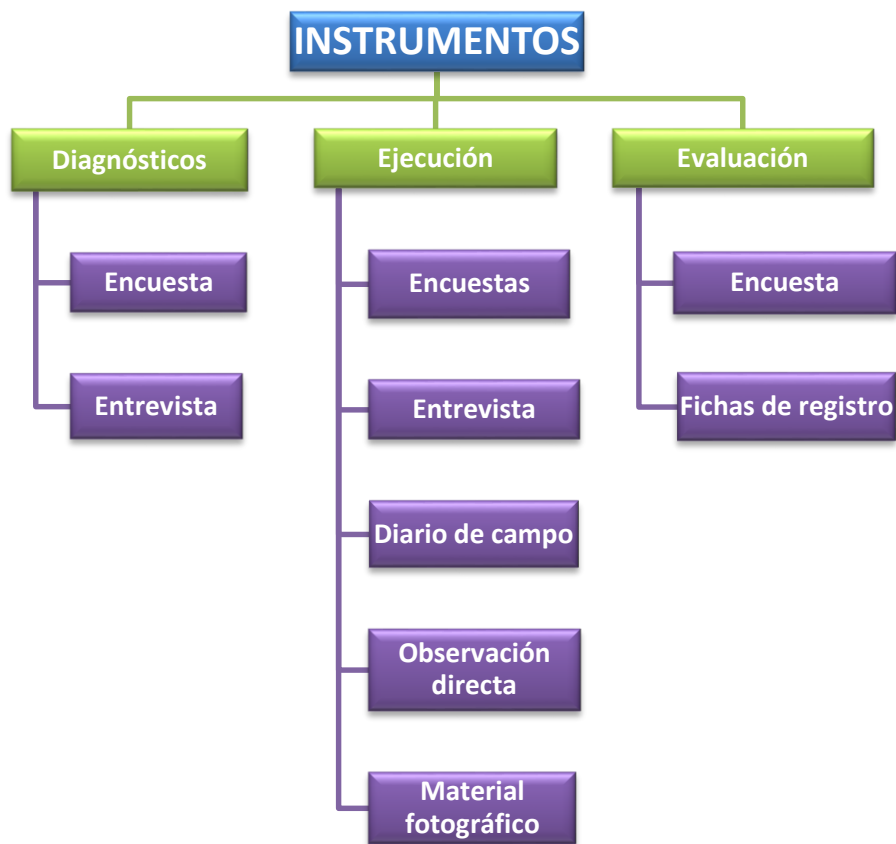 INSTRUMENTOS
Diagnósticos
Encuesta
Entrevista
Ejecución
Encuestas
Entrevista
Diario de campo
Observación
directa
Material
fotográfico
Evaluación
Encuesta
Fichas de registro